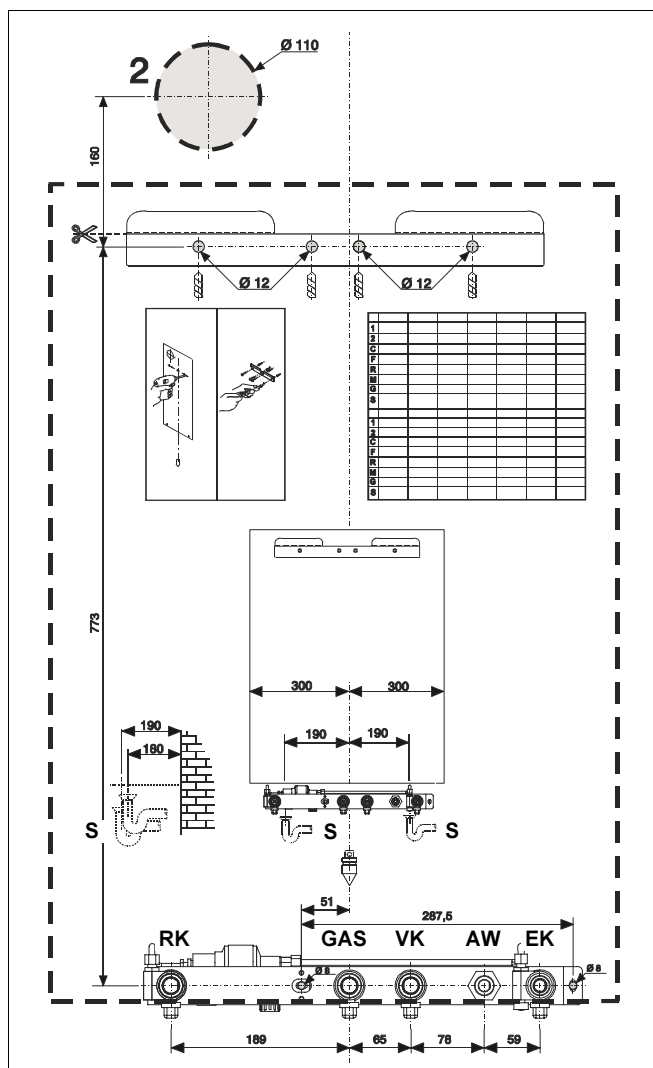 2
Ø 110
160
Ø 12
Ø 12
1
2
C
F
R
M
G
S
1
2
C
F
R
M
G
S
773
300 300
190 190
190
180
S
S S
51
287,5
RK GAS VK AW EK
Ø 8
Ø 8
189 65 78 59